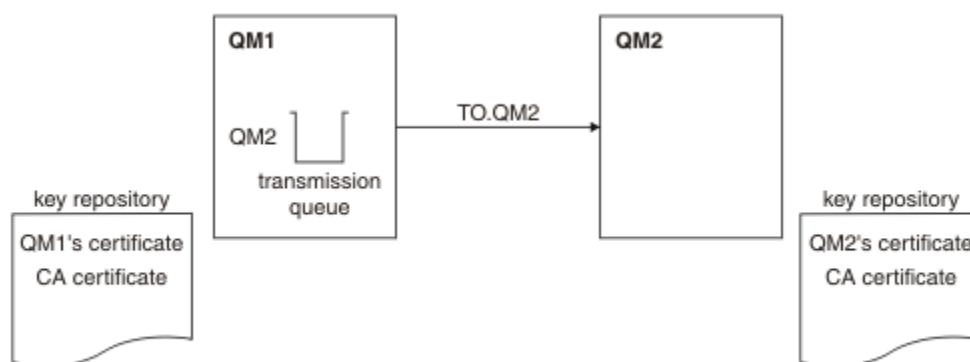 QM1
QM2
TO.QM2
QM2
transmission
queue
key repository
QM1's certificate
CA certificate
key repository
QM2's certificate
CA certificate